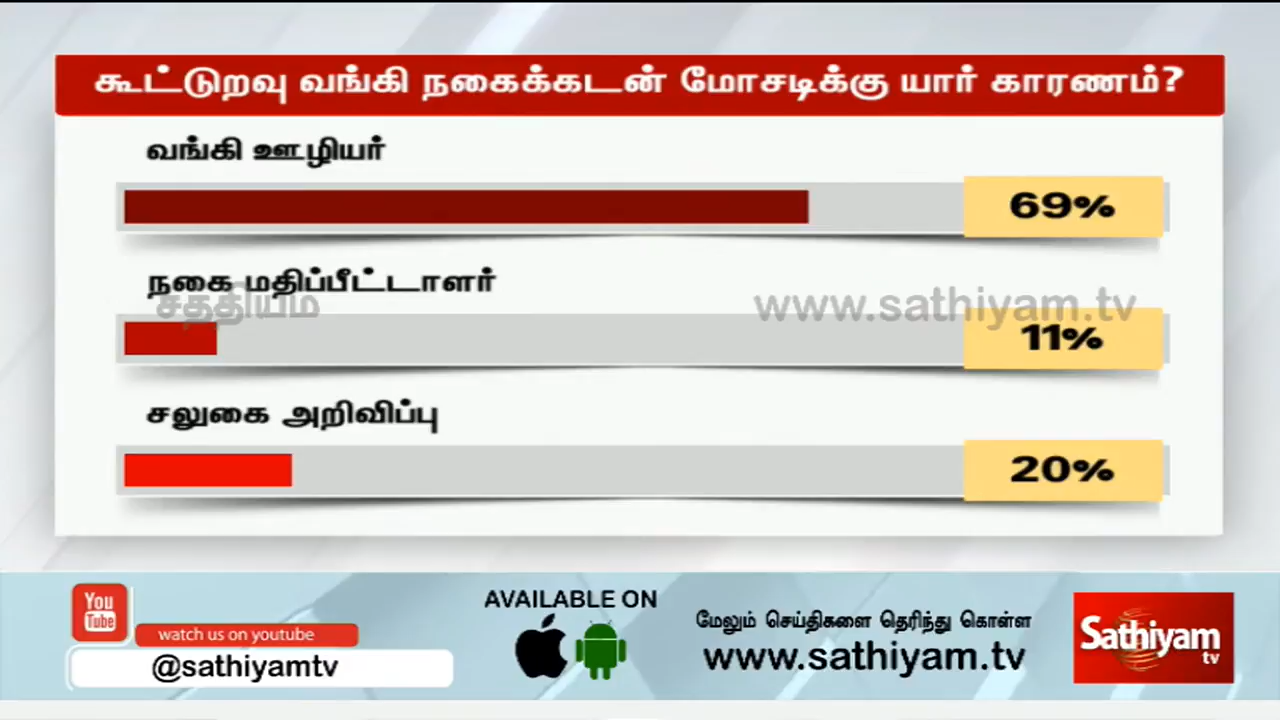 கூட்டுறவு வங்கி நகைக்கடன் மோசடிக்கு யார் காரணம்?
வங்கி ஊழியர்
69%
நகை மதிப்பீட்டாளர்
சத்தியம்
www.sathiyam.tv
11%
சலுகை அறிவிப்பு
20%
You
Tube
watch us on youtube
@sathiyamtv
AVAILABLE ON
மேலும் செய்திகளை தெரிந்து கொள்ள
www.sathiyam.tv
Sathiyam
tv